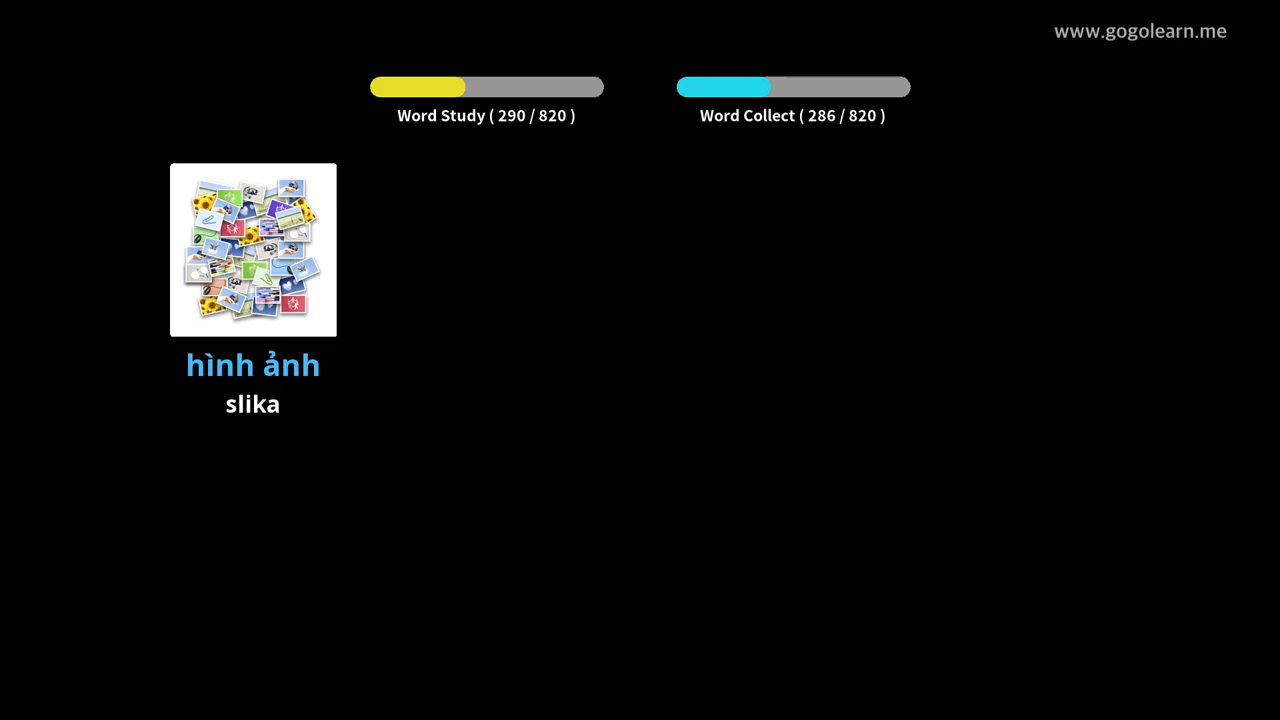 www.gogolearn.me
Word Study ( 290 / 820 )
Word Collect ( 286 / 820 )
hình ảnh
slika